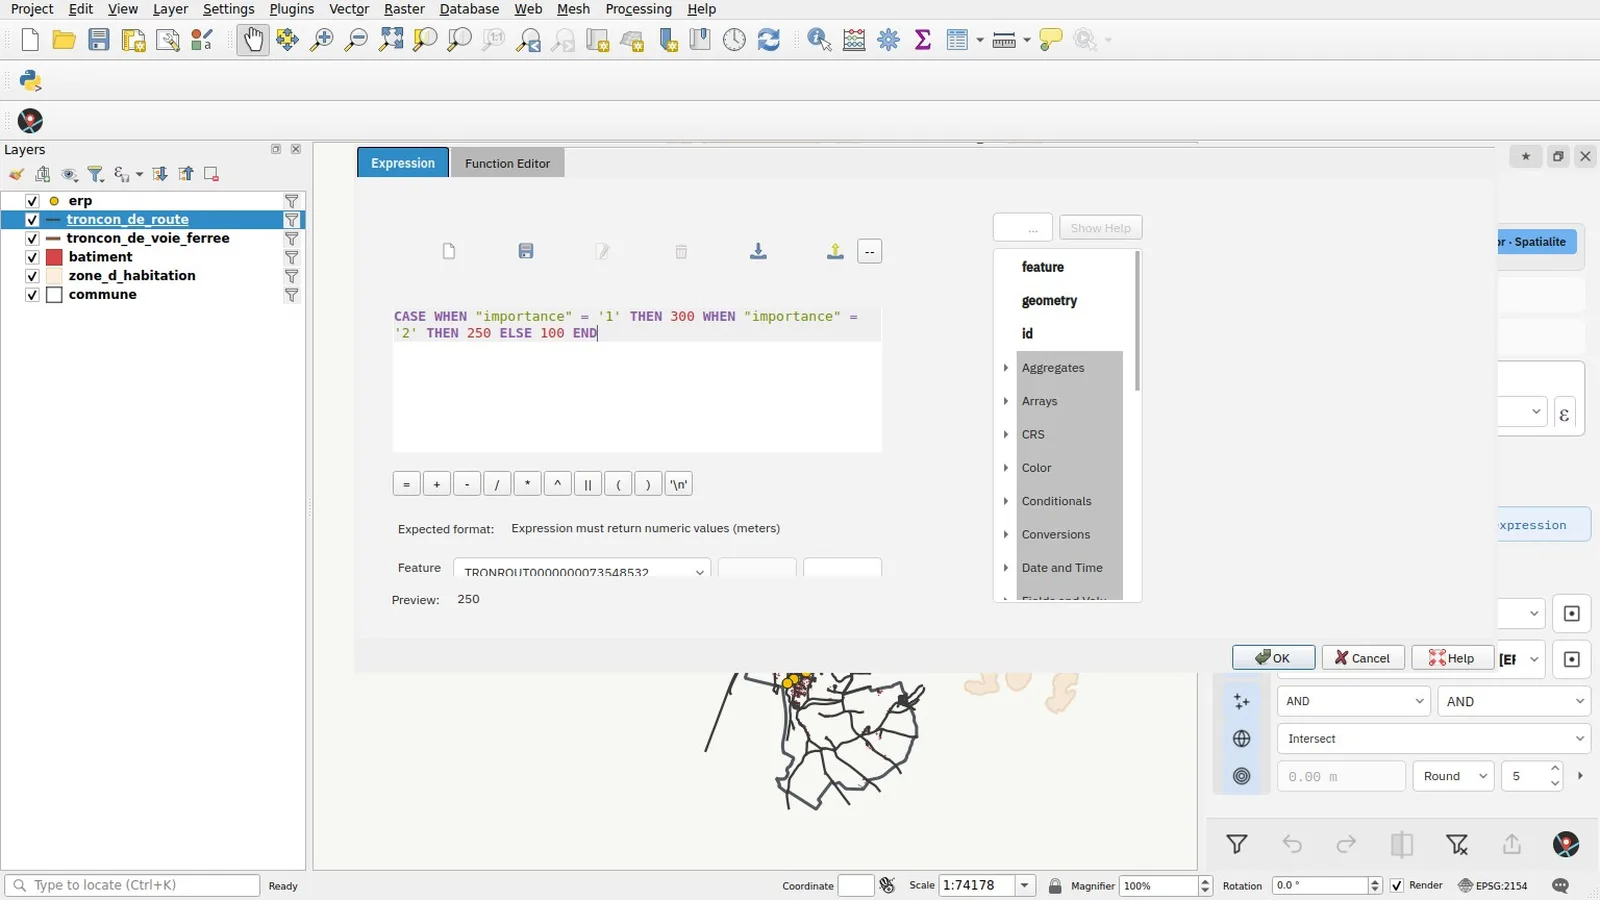 Project Edit View Layer Settings Plugins Vector Raster Database Web Mesh Processing Help
Layers
erp
troncon_de_route
troncon_de_voie_ferree
batiment
zone_d_habitation
commune
Expression Function Editor
... Show Help
--
CASE WHEN "importance" = '1' THEN 300 WHEN "importance" =
'2' THEN 250 ELSE 100 END
= + - / * ^ || ( ) '\n'
Expected format: Expression must return numeric values (meters)
Feature TRONROUT0000000073548532
Preview: 250
feature
geometry
id
Aggregates
Arrays
CRS
Color
Conditionals
Conversions
Date and Time
OK Cancel Help
· Spatialite
ε
xpression
AND AND
Intersect
0.00 m Round 5
Type to locate (Ctrl+K) Ready Coordinate Scale 1:74178 Magnifier 100% Rotation 0.0 ° Render EPSG:2154